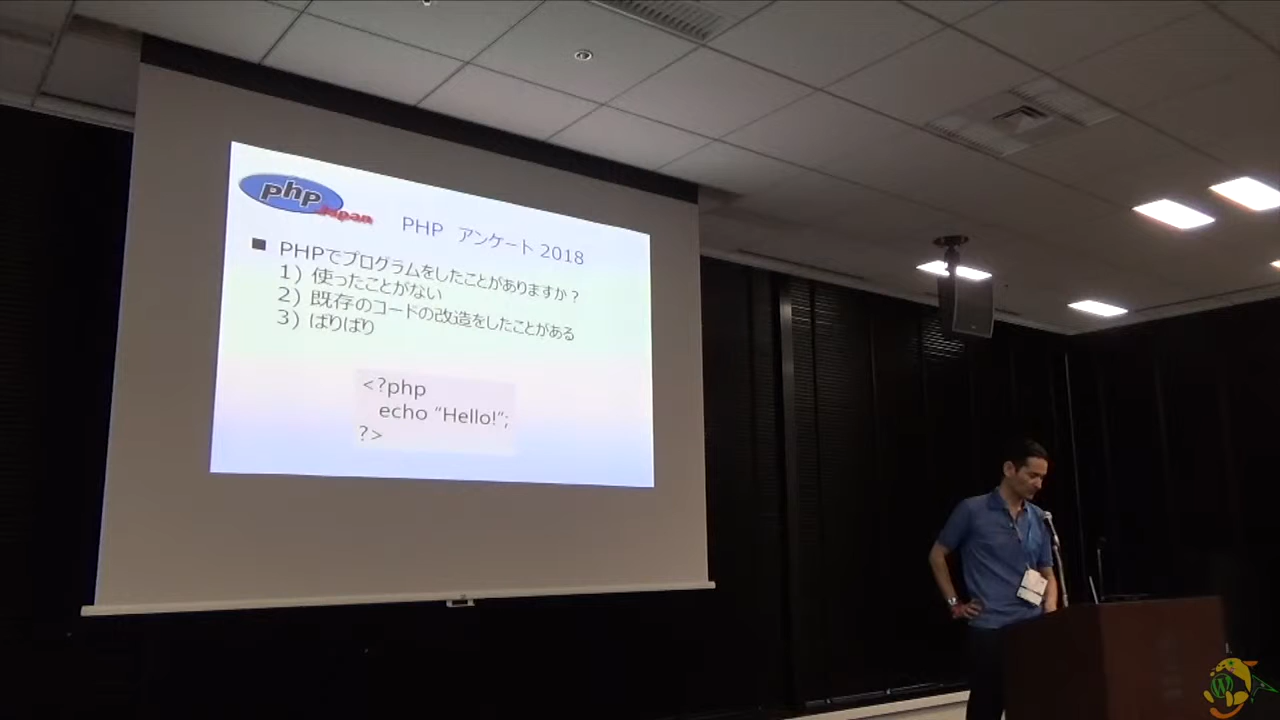 php
Japan
PHP アンケート 2018
■ PHPでプログラムをしたことがありますか？
1) 使ったことがない
2) 既存のコードの改造をしたことがある
3) ばりばり
<?php
echo "Hello!";
?>
W